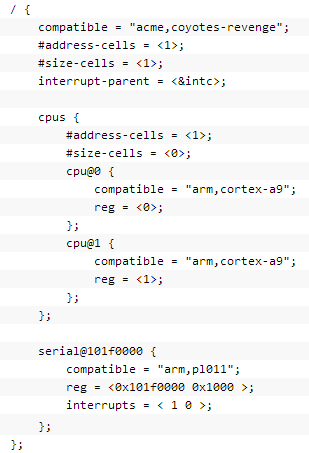 / {
    compatible = "acme,coyotes-revenge";
    #address-cells = <1>;
    #size-cells = <1>;
    interrupt-parent = <&intc>;

    cpus {
        #address-cells = <1>;
        #size-cells = <0>;
        cpu@0 {
            compatible = "arm,cortex-a9";
            reg = <0>;
        };
        cpu@1 {
            compatible = "arm,cortex-a9";
            reg = <1>;
        };
    };

    serial@101f0000 {
        compatible = "arm,pl011";
        reg = <0x101f0000 0x1000 >;
        interrupts = < 1 0 >;
    };
};